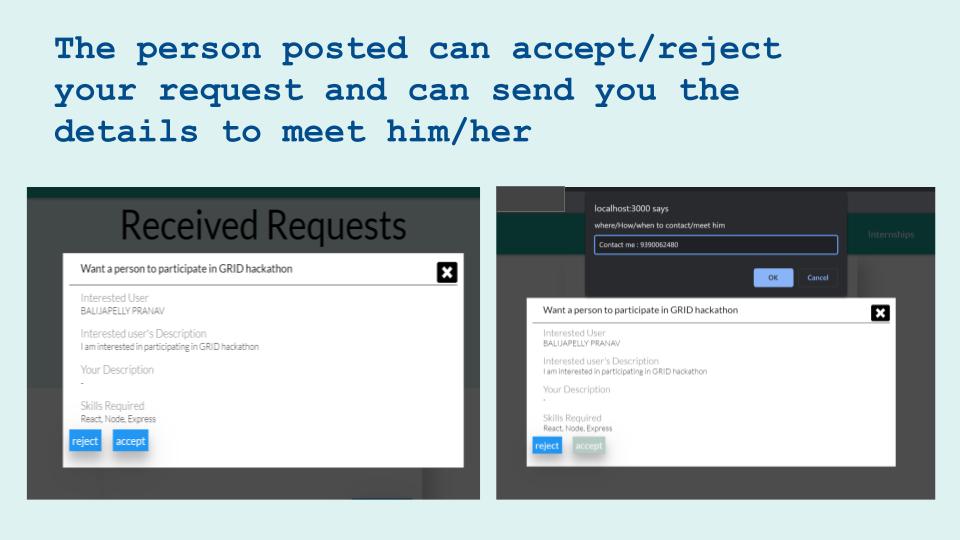 The person posted can accept/reject
your request and can send you the
details to meet him/her
Received Requests
Want a person to participate in GRID hackathon
Interested User
BALIJAPELLY PRANAV
Interested user's Description
I am interested in participating in GRID hackathon
Your Description
-
Skills Required
React, Node, Express
reject accept
localhost:3000 says
where/How/when to contact/meet him
Contact me : 9390062480
OK Cancel
Internships
Want a person to participate in GRID hackathon
Interested User
BALIJAPELLY PRANAV
Interested user's Description
I am interested in participating in GRID hackathon
Your Description
-
Skills Required
React, Node, Express
reject accept